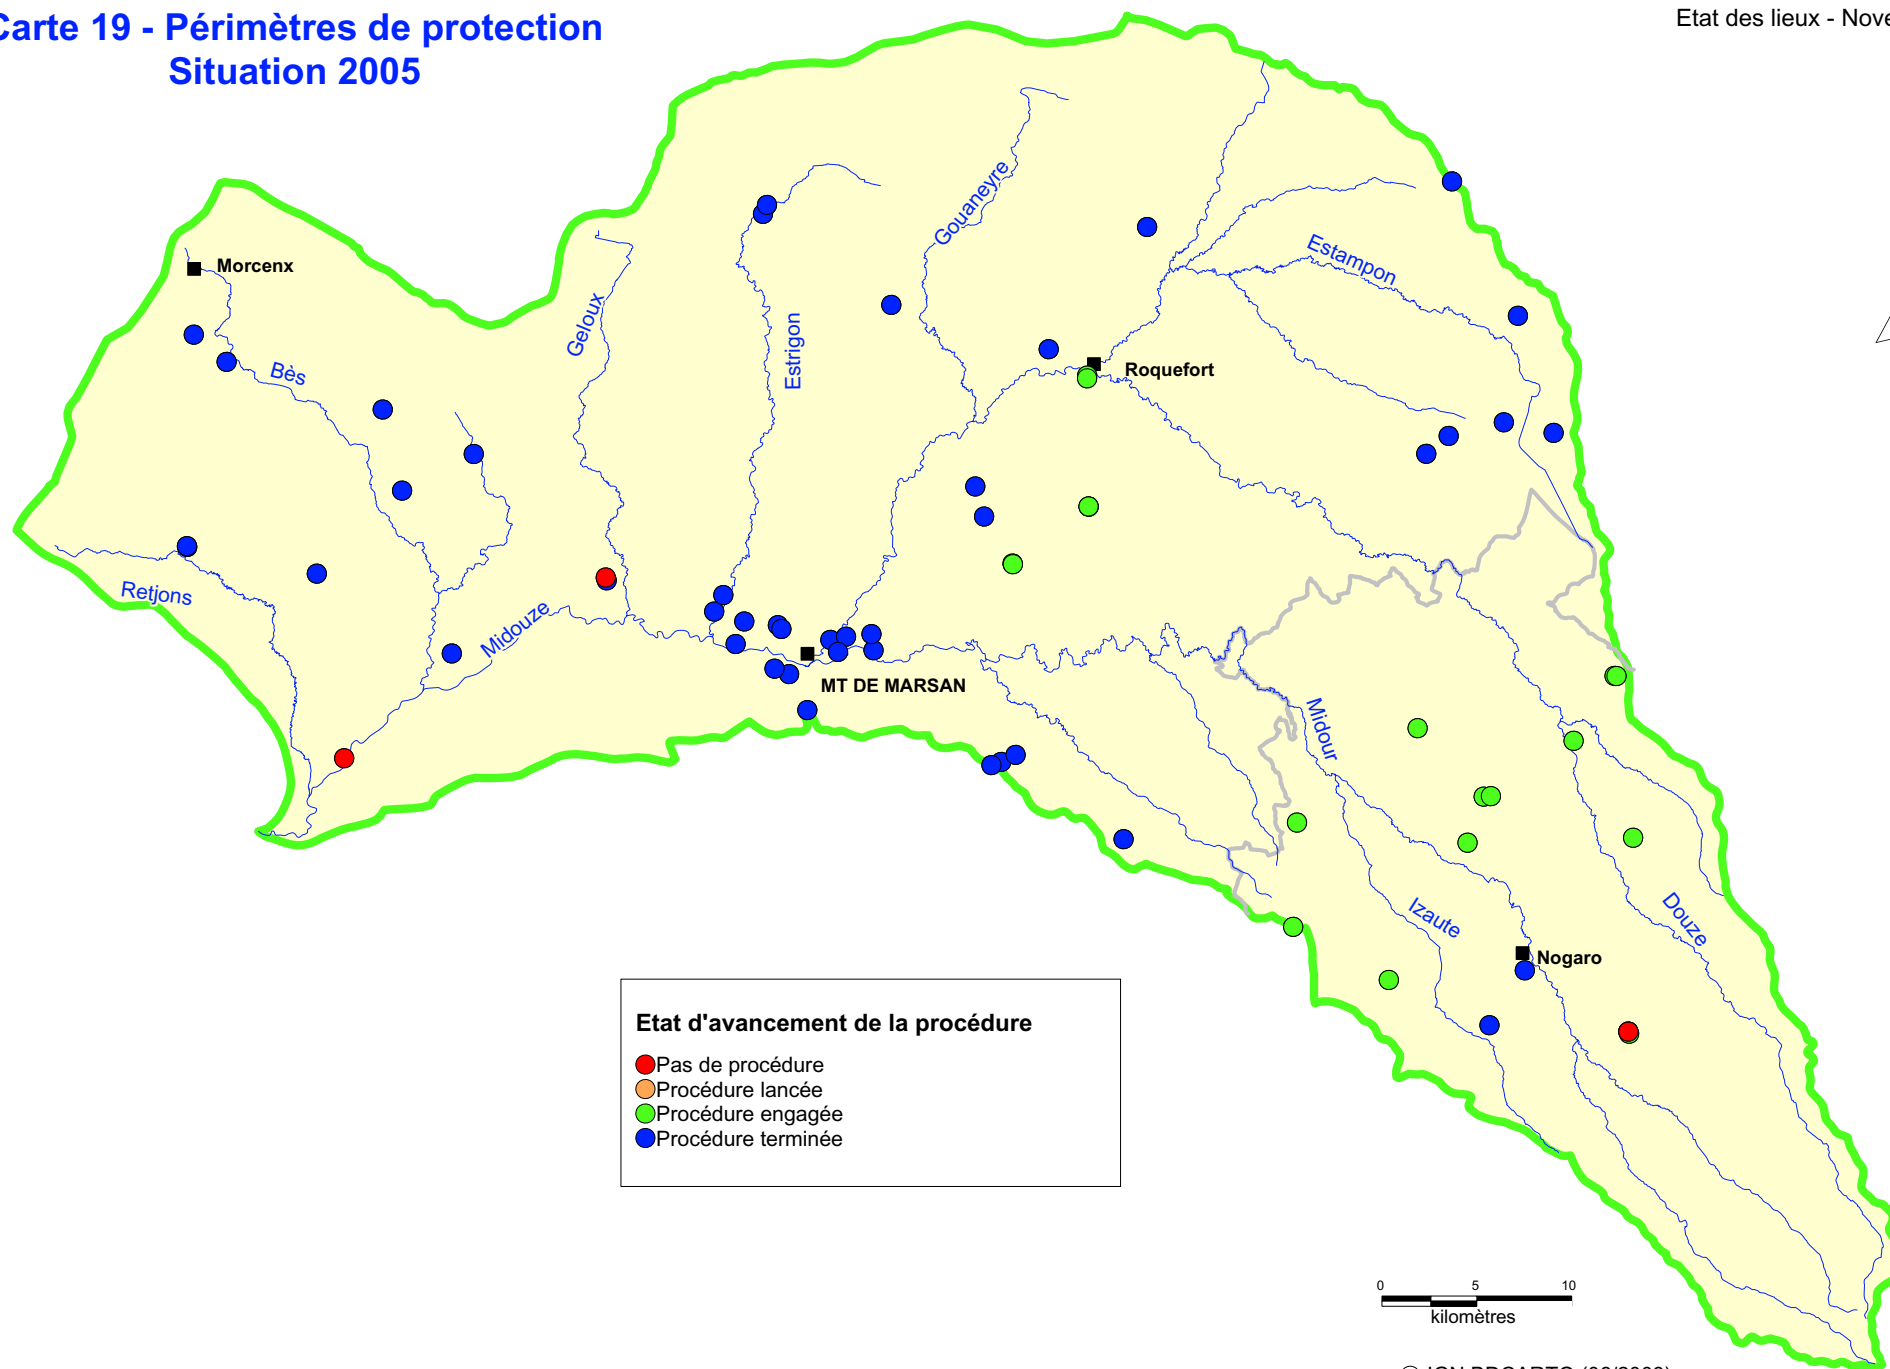 Carte 19 - Périmètres de protection
Situation 2005
Etat des lieux - Nove
Morcenx
Bès
Geloux
Estrigon
Gouaneyre
Estampon
Roquefort
Retjons
Midouze
MT DE MARSAN
Midour
Izaute
Douze
Nogaro
Etat d'avancement de la procédure
Pas de procédure
Procédure lancée
Procédure engagée
Procédure terminée
0 5 10
kilomètres